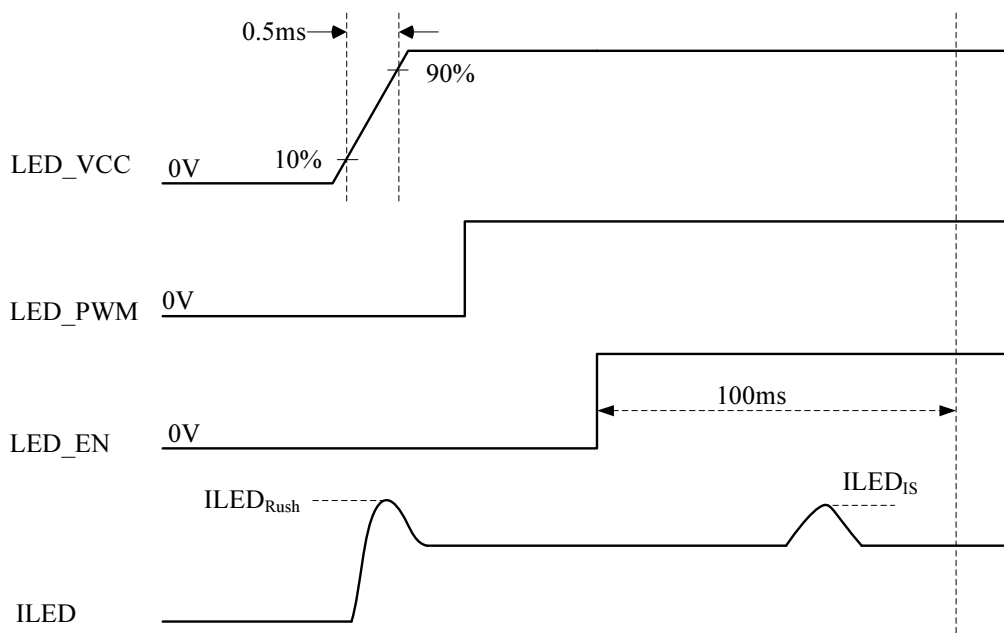 0.5ms
90%
10%
LED_VCC
0V
LED_PWM
0V
100ms
LED_EN
0V
ILED_Rush
ILED_IS
ILED